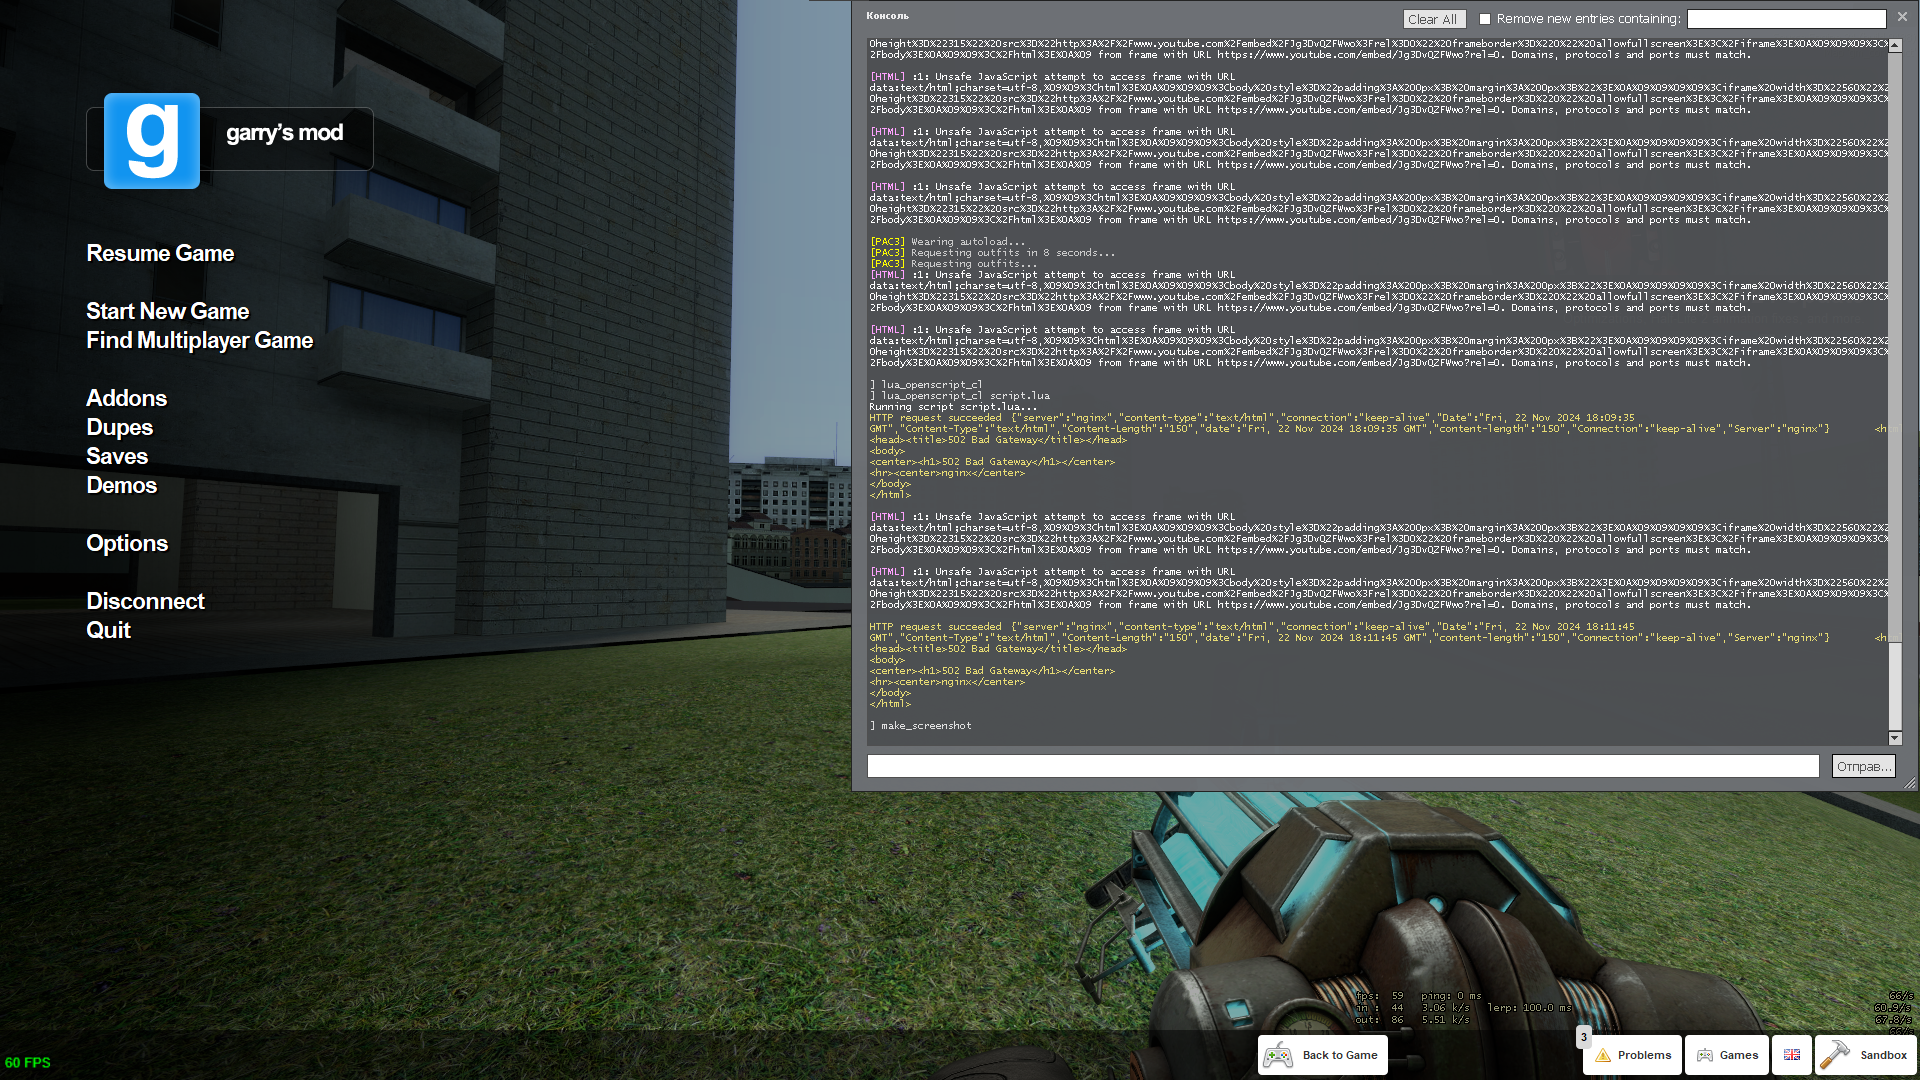 g
garry's mod
Resume Game
Start New Game
Find Multiplayer Game
Addons
Dupes
Saves
Demos
Options
Disconnect
Quit
60 FPS
Консоль
Clear All
Remove new entries containing:
0height%3D%22315%22%20src%3D%22http%3A%2F%2Fwww.youtube.com%2Fembed%2FJg3DvQZFWwo%3Frel%3D0%22%20frameborder%3D%220%22%20allowfullscreen%3E%3C%2Fiframe%3E%0A%09%09%3C%
2Fbody%3E%0A%09%09%3C%2Fhtml%3E%0A%09 from frame with URL https://www.youtube.com/embed/Jg3DvQZFWwo?rel=0. Domains, protocols and ports must match.
[HTML] :1: Unsafe JavaScript attempt to access frame with URL
data:text/html;charset=utf-8,%09%09%3Chtml%3E%0A%09%09%09%3Cbody%20style%3D%22padding%3A%200px%3B%20margin%3A%200px%3B%22%3E%0A%09%09%09%09%3Ciframe%20width%3D%22560%22%2
0height%3D%22315%22%20src%3D%22http%3A%2F%2Fwww.youtube.com%2Fembed%2FJg3DvQZFWwo%3Frel%3D0%22%20frameborder%3D%220%22%20allowfullscreen%3E%3C%2Fiframe%3E%0A%09%09%09%3C%
2Fbody%3E%0A%09%09%3C%2Fhtml%3E%0A%09 from frame with URL https://www.youtube.com/embed/Jg3DvQZFWwo?rel=0. Domains, protocols and ports must match.
[HTML] :1: Unsafe JavaScript attempt to access frame with URL
data:text/html;charset=utf-8,%09%09%3Chtml%3E%0A%09%09%09%3Cbody%20style%3D%22padding%3A%200px%3B%20margin%3A%200px%3B%22%3E%0A%09%09%09%09%3Ciframe%20width%3D%22560%22%2
0height%3D%22315%22%20src%3D%22http%3A%2F%2Fwww.youtube.com%2Fembed%2FJg3DvQZFWwo%3Frel%3D0%22%20frameborder%3D%220%22%20allowfullscreen%3E%3C%2Fiframe%3E%0A%09%09%09%3C%
2Fbody%3E%0A%09%09%3C%2Fhtml%3E%0A%09 from frame with URL https://www.youtube.com/embed/Jg3DvQZFWwo?rel=0. Domains, protocols and ports must match.
[HTML] :1: Unsafe JavaScript attempt to access frame with URL
data:text/html;charset=utf-8,%09%09%3Chtml%3E%0A%09%09%09%3Cbody%20style%3D%22padding%3A%200px%3B%20margin%3A%200px%3B%22%3E%0A%09%09%09%09%3Ciframe%20width%3D%22560%22%2
0height%3D%22315%22%20src%3D%22http%3A%2F%2Fwww.youtube.com%2Fembed%2FJg3DvQZFWwo%3Frel%3D0%22%20frameborder%3D%220%22%20allowfullscreen%3E%3C%2Fiframe%3E%0A%09%09%09%3C%
2Fbody%3E%0A%09%09%3C%2Fhtml%3E%0A%09 from frame with URL https://www.youtube.com/embed/Jg3DvQZFWwo?rel=0. Domains, protocols and ports must match.
[PAC3] Wearing autoload...
[PAC3] Requesting outfits in 8 seconds...
[PAC3] Requesting outfits...
[HTML] :1: Unsafe JavaScript attempt to access frame with URL
data:text/html;charset=utf-8,%09%09%3Chtml%3E%0A%09%09%09%3Cbody%20style%3D%22padding%3A%200px%3B%20margin%3A%200px%3B%22%3E%0A%09%09%09%09%3Ciframe%20width%3D%22560%22%2
0height%3D%22315%22%20src%3D%22http%3A%2F%2Fwww.youtube.com%2Fembed%2FJg3DvQZFWwo%3Frel%3D0%22%20frameborder%3D%220%22%20allowfullscreen%3E%3C%2Fiframe%3E%0A%09%09%09%3C%
2Fbody%3E%0A%09%09%3C%2Fhtml%3E%0A%09 from frame with URL https://www.youtube.com/embed/Jg3DvQZFWwo?rel=0. Domains, protocols and ports must match.
[HTML] :1: Unsafe JavaScript attempt to access frame with URL
data:text/html;charset=utf-8,%09%09%3Chtml%3E%0A%09%09%09%3Cbody%20style%3D%22padding%3A%200px%3B%20margin%3A%200px%3B%22%3E%0A%09%09%09%09%3Ciframe%20width%3D%22560%22%2
0height%3D%22315%22%20src%3D%22http%3A%2F%2Fwww.youtube.com%2Fembed%2FJg3DvQZFWwo%3Frel%3D0%22%20frameborder%3D%220%22%20allowfullscreen%3E%3C%2Fiframe%3E%0A%09%09%09%3C%
2Fbody%3E%0A%09%09%3C%2Fhtml%3E%0A%09 from frame with URL https://www.youtube.com/embed/Jg3DvQZFWwo?rel=0. Domains, protocols and ports must match.
] lua_openscript_cl
] lua_openscript_cl script.lua
Running script script.lua...
HTTP request succeeded {"server":"nginx","content-type":"text/html","connection":"keep-alive","Date":"Fri, 22 Nov 2024 18:09:35
GMT","Content-Type":"text/html","Content-Length":"150","date":"Fri, 22 Nov 2024 18:09:35 GMT","content-length":"150","Connection":"keep-alive","Server":"nginx"} <h
<head><title>502 Bad Gateway</title></head>
<body>
<center><h1>502 Bad Gateway</h1></center>
<hr><center>nginx</center>
</body>
</html>
[HTML] :1: Unsafe JavaScript attempt to access frame with URL
data:text/html;charset=utf-8,%09%09%3Chtml%3E%0A%09%09%09%3Cbody%20style%3D%22padding%3A%200px%3B%20margin%3A%200px%3B%22%3E%0A%09%09%09%09%3Ciframe%20width%3D%22560%22%2
0height%3D%22315%22%20src%3D%22http%3A%2F%2Fwww.youtube.com%2Fembed%2FJg3DvQZFWwo%3Frel%3D0%22%20frameborder%3D%220%22%20allowfullscreen%3E%3C%2Fiframe%3E%0A%09%09%09%3C%
2Fbody%3E%0A%09%09%3C%2Fhtml%3E%0A%09 from frame with URL https://www.youtube.com/embed/Jg3DvQZFWwo?rel=0. Domains, protocols and ports must match.
[HTML] :1: Unsafe JavaScript attempt to access frame with URL
data:text/html;charset=utf-8,%09%09%3Chtml%3E%0A%09%09%09%3Cbody%20style%3D%22padding%3A%200px%3B%20margin%3A%200px%3B%22%3E%0A%09%09%09%09%3Ciframe%20width%3D%22560%22%2
0height%3D%22315%22%20src%3D%22http%3A%2F%2Fwww.youtube.com%2Fembed%2FJg3DvQZFWwo%3Frel%3D0%22%20frameborder%3D%220%22%20allowfullscreen%3E%3C%2Fiframe%3E%0A%09%09%09%3C%
2Fbody%3E%0A%09%09%3C%2Fhtml%3E%0A%09 from frame with URL https://www.youtube.com/embed/Jg3DvQZFWwo?rel=0. Domains, protocols and ports must match.
HTTP request succeeded {"server":"nginx","content-type":"text/html","connection":"keep-alive","Date":"Fri, 22 Nov 2024 18:11:45
GMT","Content-Type":"text/html","Content-Length":"150","date":"Fri, 22 Nov 2024 18:11:45 GMT","content-length":"150","Connection":"keep-alive","Server":"nginx"} <h
<head><title>502 Bad Gateway</title></head>
<body>
<center><h1>502 Bad Gateway</h1></center>
<hr><center>nginx</center>
</body>
</html>
] make_screenshot
Отправ...
fps: 59 ping: 0 ms
in : 44 3.06 k/s lerp: 100.0 ms
out: 86 5.51 k/s
66/s
60.9/s
67.8/s
Back to Game
3
Problems
Games
Sandbox